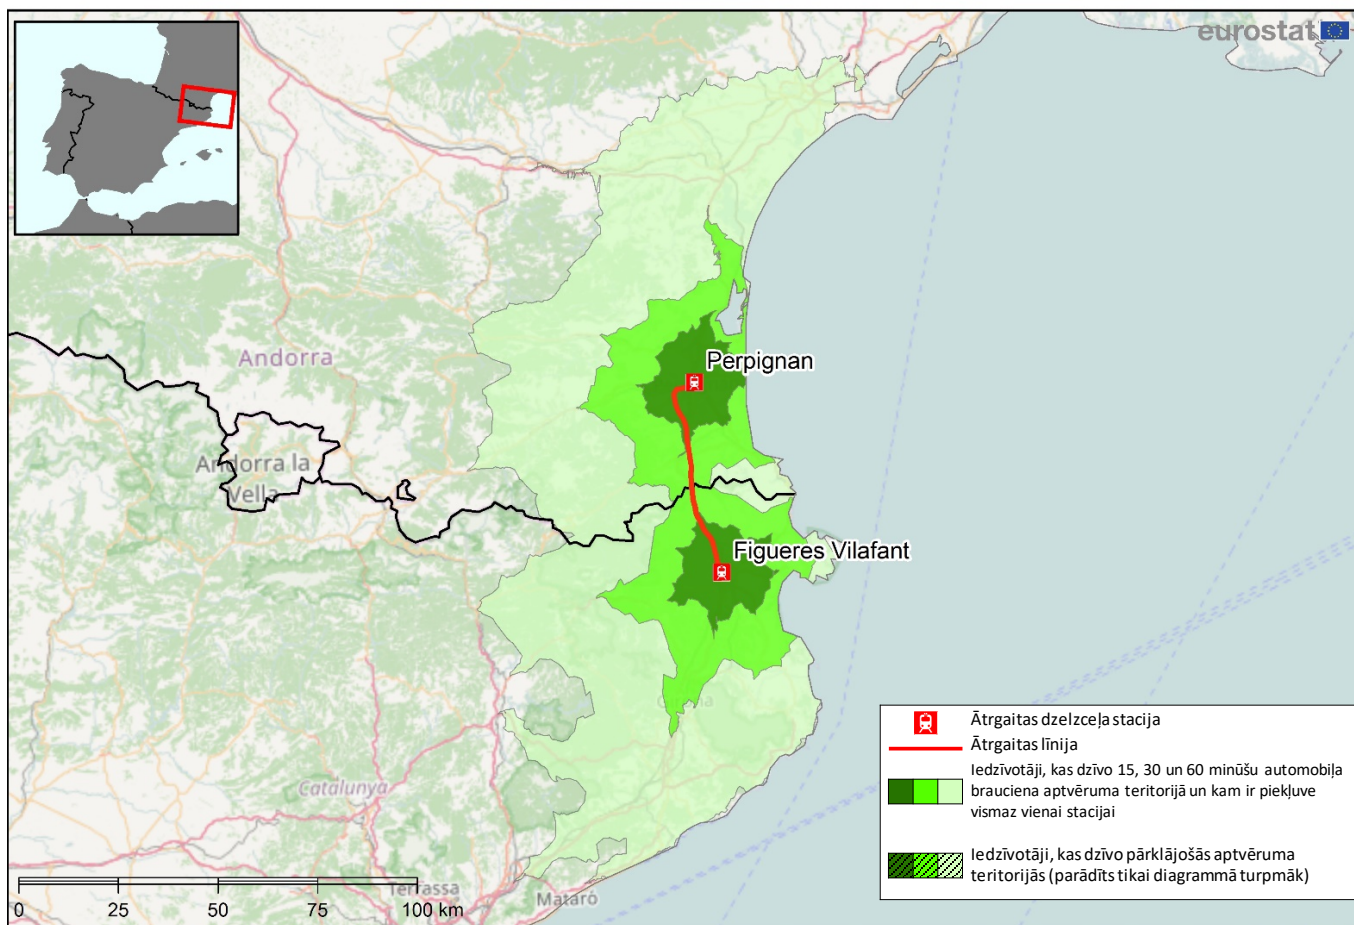 eurostat
Perpignan
Andorra
Andorra la
Vella
Figueres Vilafant
Catalunya
Terrassa
Mataró
0 25 50 75 100 km
Ātrgaitas dzelzceļa stacija
Ātrgaitas līnija
Iedzīvotāji, kas dzīvo 15, 30 un 60 minūšu automobiļa
brauciena aptvēruma teritorijā un kam ir piekļuve
vismaz vienai stacijai
Iedzīvotāji, kas dzīvo pārklājošās aptvēruma
teritorijās (parādīts tikai diagrammā turpmāk)